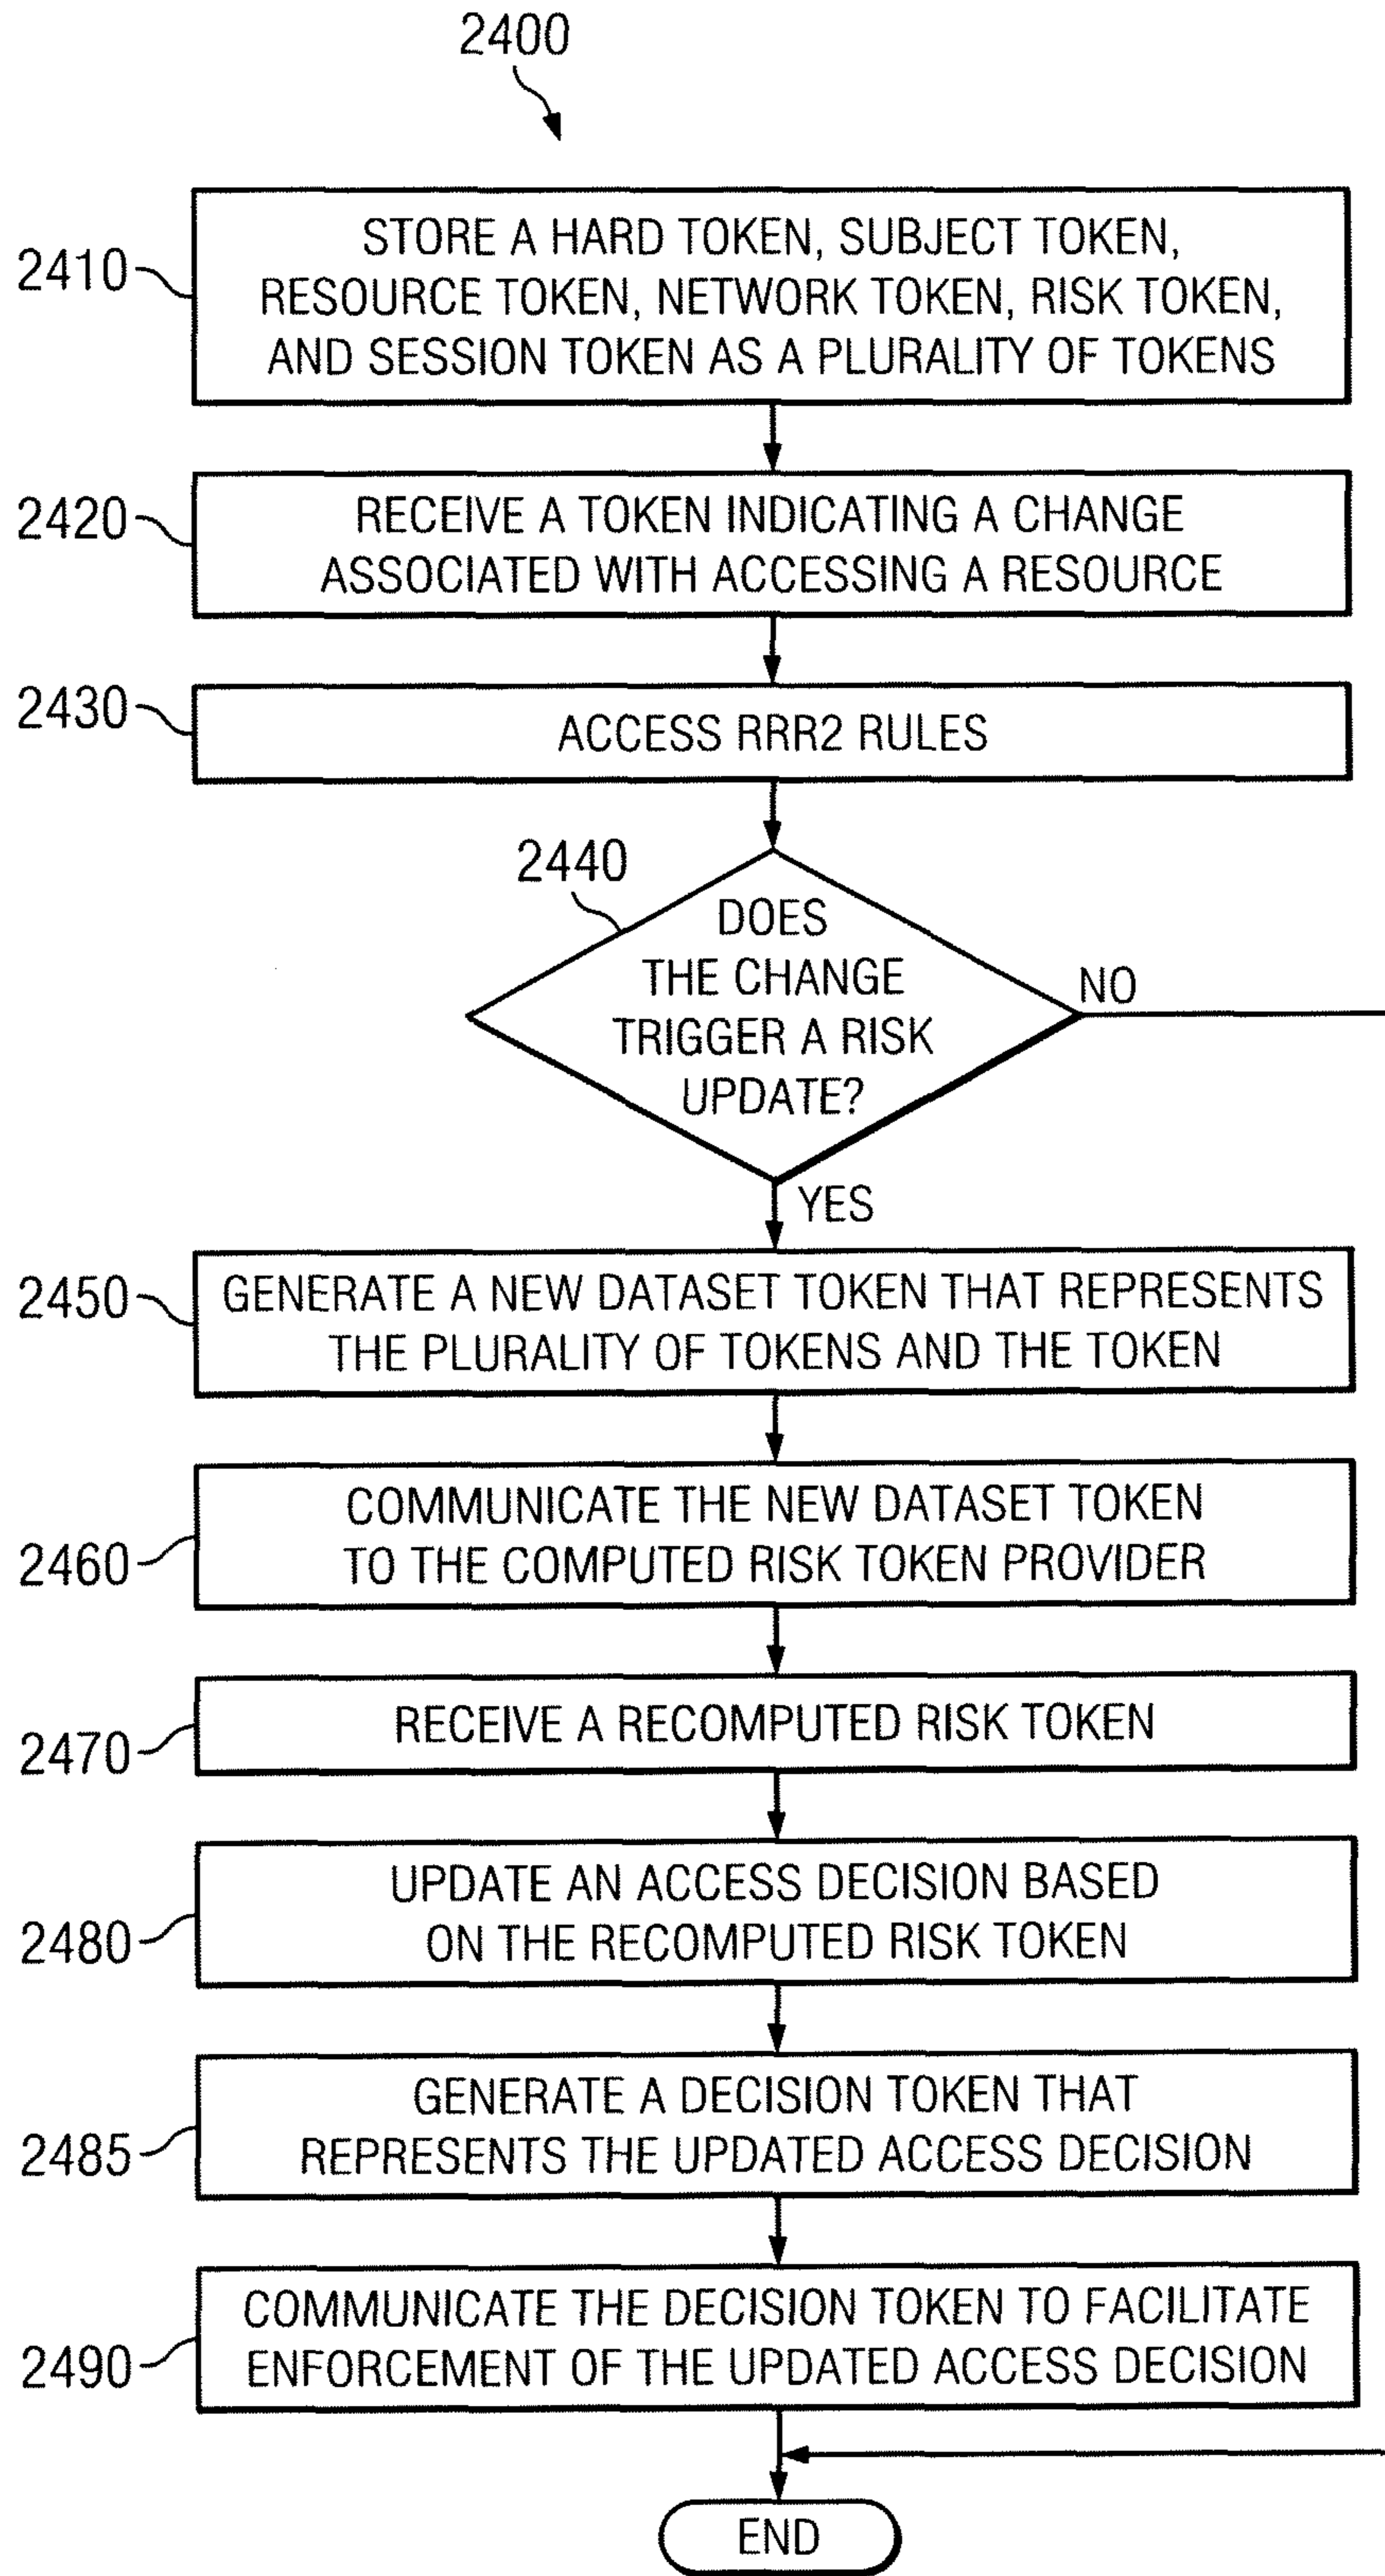 2400
2410
STORE A HARD TOKEN, SUBJECT TOKEN,
RESOURCE TOKEN, NETWORK TOKEN, RISK TOKEN,
AND SESSION TOKEN AS A PLURALITY OF TOKENS
2420
RECEIVE A TOKEN INDICATING A CHANGE
ASSOCIATED WITH ACCESSING A RESOURCE
2430
ACCESS RRR2 RULES
2440
DOES
THE CHANGE
TRIGGER A RISK
UPDATE?
NO
YES
2450
GENERATE A NEW DATASET TOKEN THAT REPRESENTS
THE PLURALITY OF TOKENS AND THE TOKEN
2460
COMMUNICATE THE NEW DATASET TOKEN
TO THE COMPUTED RISK TOKEN PROVIDER
2470
RECEIVE A RECOMPUTED RISK TOKEN
2480
UPDATE AN ACCESS DECISION BASED
ON THE RECOMPUTED RISK TOKEN
2485
GENERATE A DECISION TOKEN THAT
REPRESENTS THE UPDATED ACCESS DECISION
2490
COMMUNICATE THE DECISION TOKEN TO FACILITATE
ENFORCEMENT OF THE UPDATED ACCESS DECISION
END